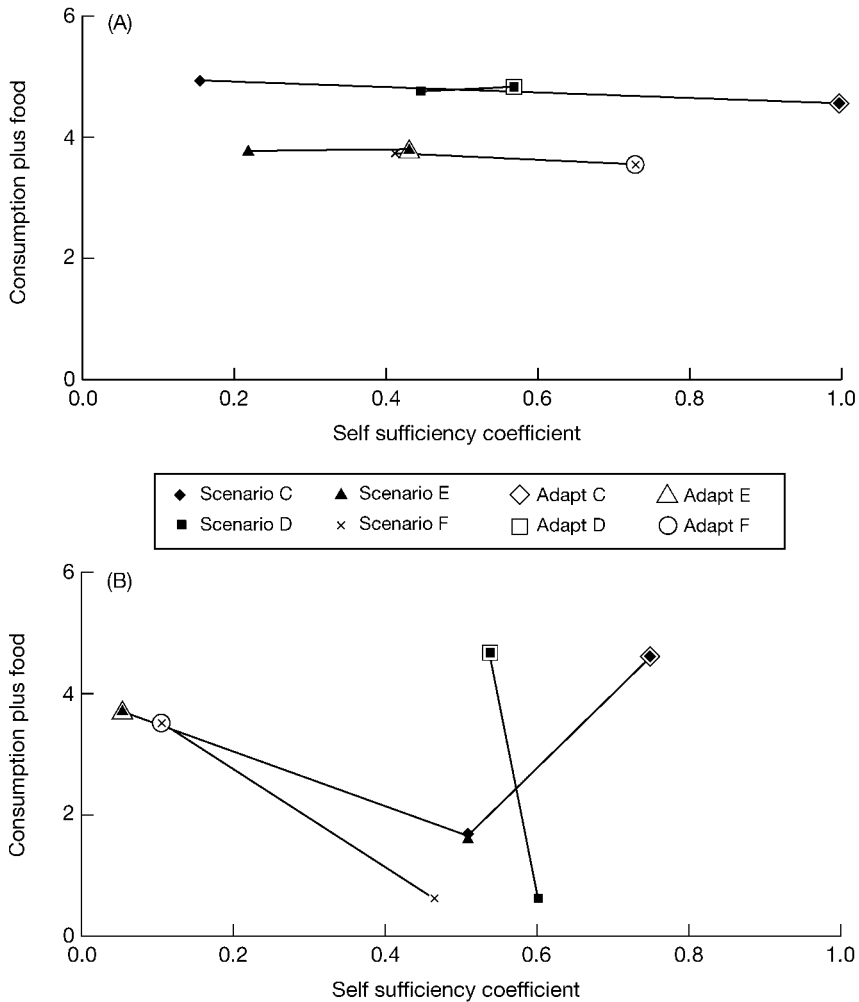 (A)
6
4
2
0
Consumption plus food
0.0 0.2 0.4 0.6 0.8 1.0
Self sufficiency coefficient
Scenario C Scenario E Adapt C Adapt E
Scenario D Scenario F Adapt D Adapt F
(B)
6
4
2
0
Consumption plus food
0.0 0.2 0.4 0.6 0.8 1.0
Self sufficiency coefficient